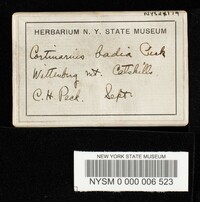 HERBARIUM N. Y. STATE MUSEUM
Cortinarius badia Peck
Wittenburg Mt. Catskills
C. H. Peck. Sept.
NEW YORK STATE MUSEUM
NYSM 0 000 006 523